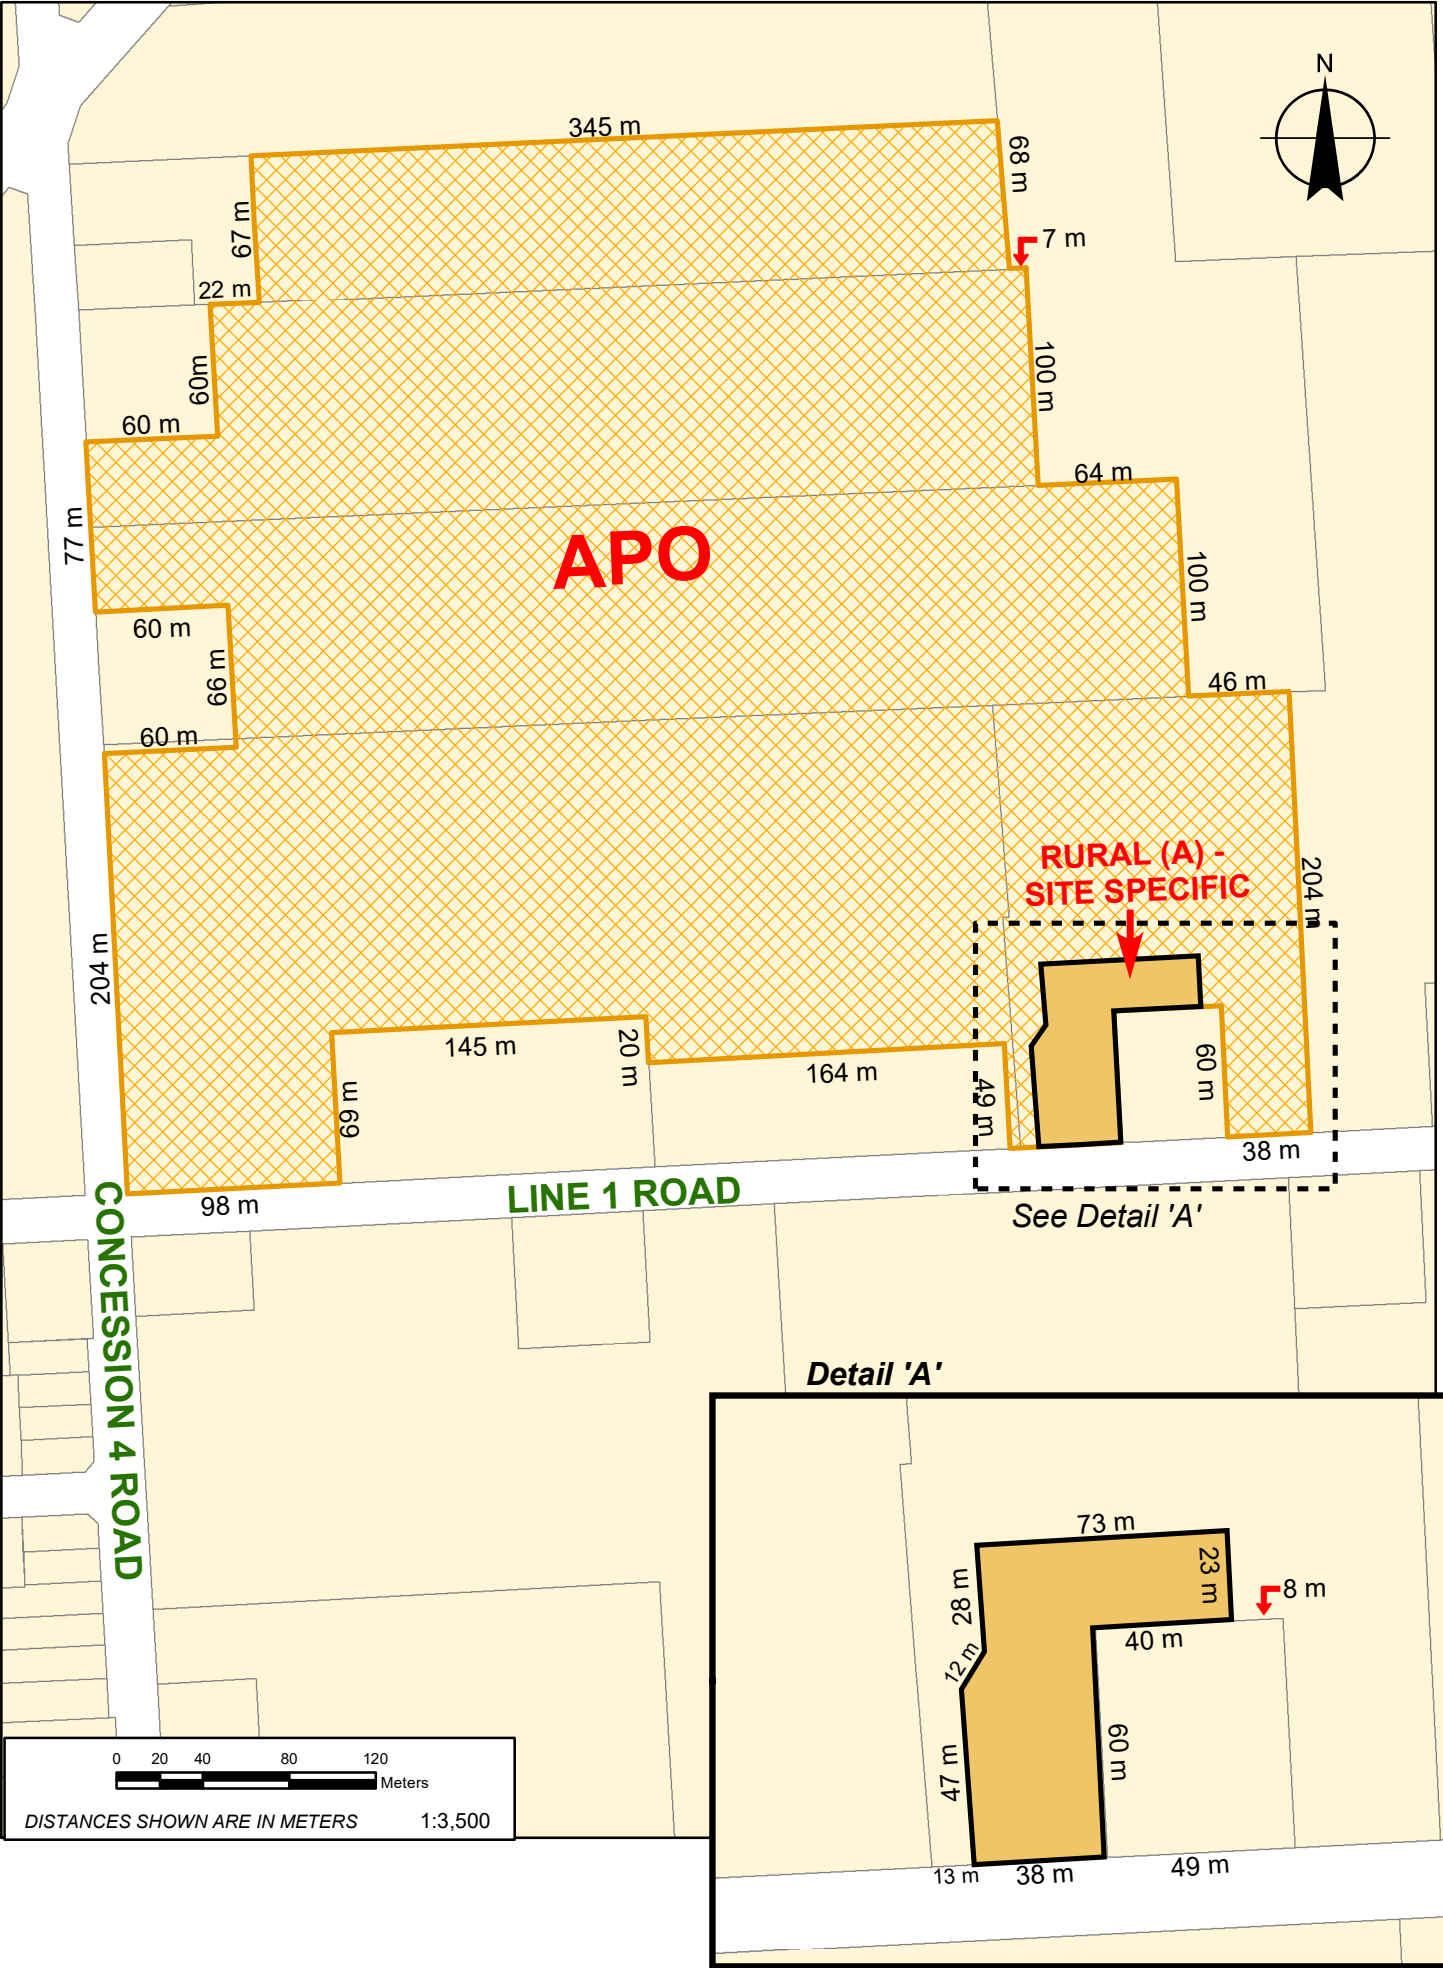 N
345 m
68 m
67 m
7 m
22 m
60m
100 m
60 m
64 m
77 m
APO
100 m
60 m
66 m
46 m
60 m
RURAL (A) -
SITE SPECIFIC
204 m
204 m
145 m
20 m
164 m
60 m
49 m
69 m
38 m
98 m
LINE 1 ROAD
See Detail 'A'
CONCESSION 4 ROAD
Detail 'A'
73 m
23 m
28 m
8 m
40 m
12 m
60 m
47 m
13 m
38 m
49 m
0 20 40 80 120
Meters
DISTANCES SHOWN ARE IN METERS 1:3,500